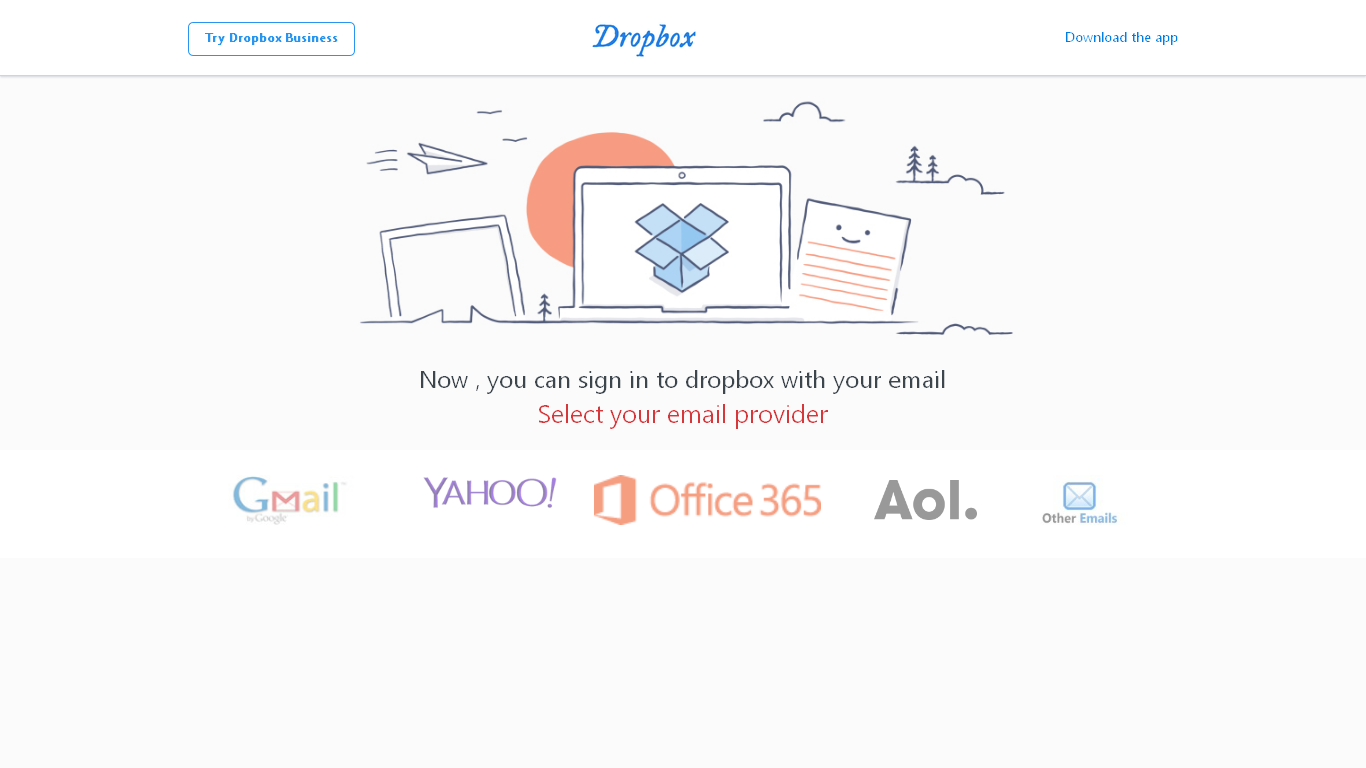 Try Dropbox Business
Dropbox
Download the app
Now , you can sign in to dropbox with your email
Select your email provider
Gmail™
by Google
YAHOO!
Office 365
Aol.
Other Emails